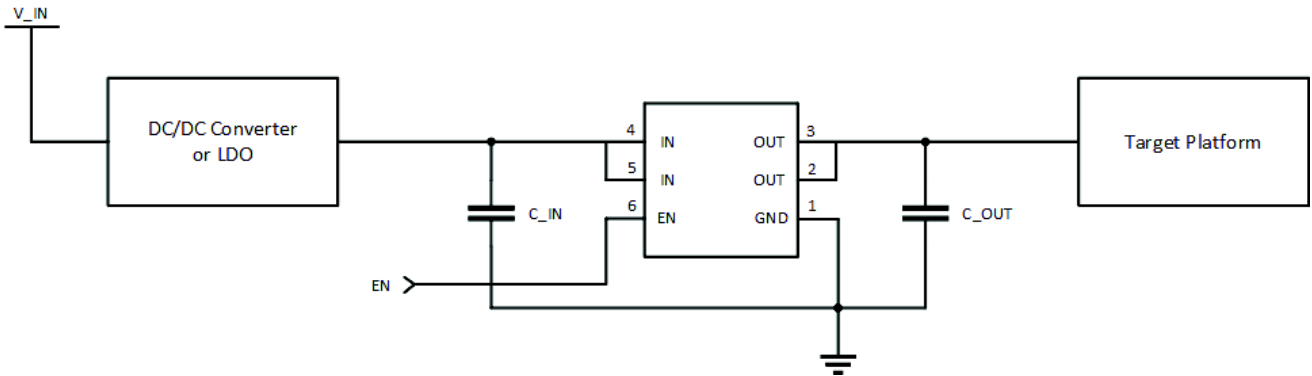 V_IN
DC/DC Converter
or LDO
4
IN
OUT
3
Target Platform
5
IN
OUT
2
6
EN
GND
1
C_IN
C_OUT
EN